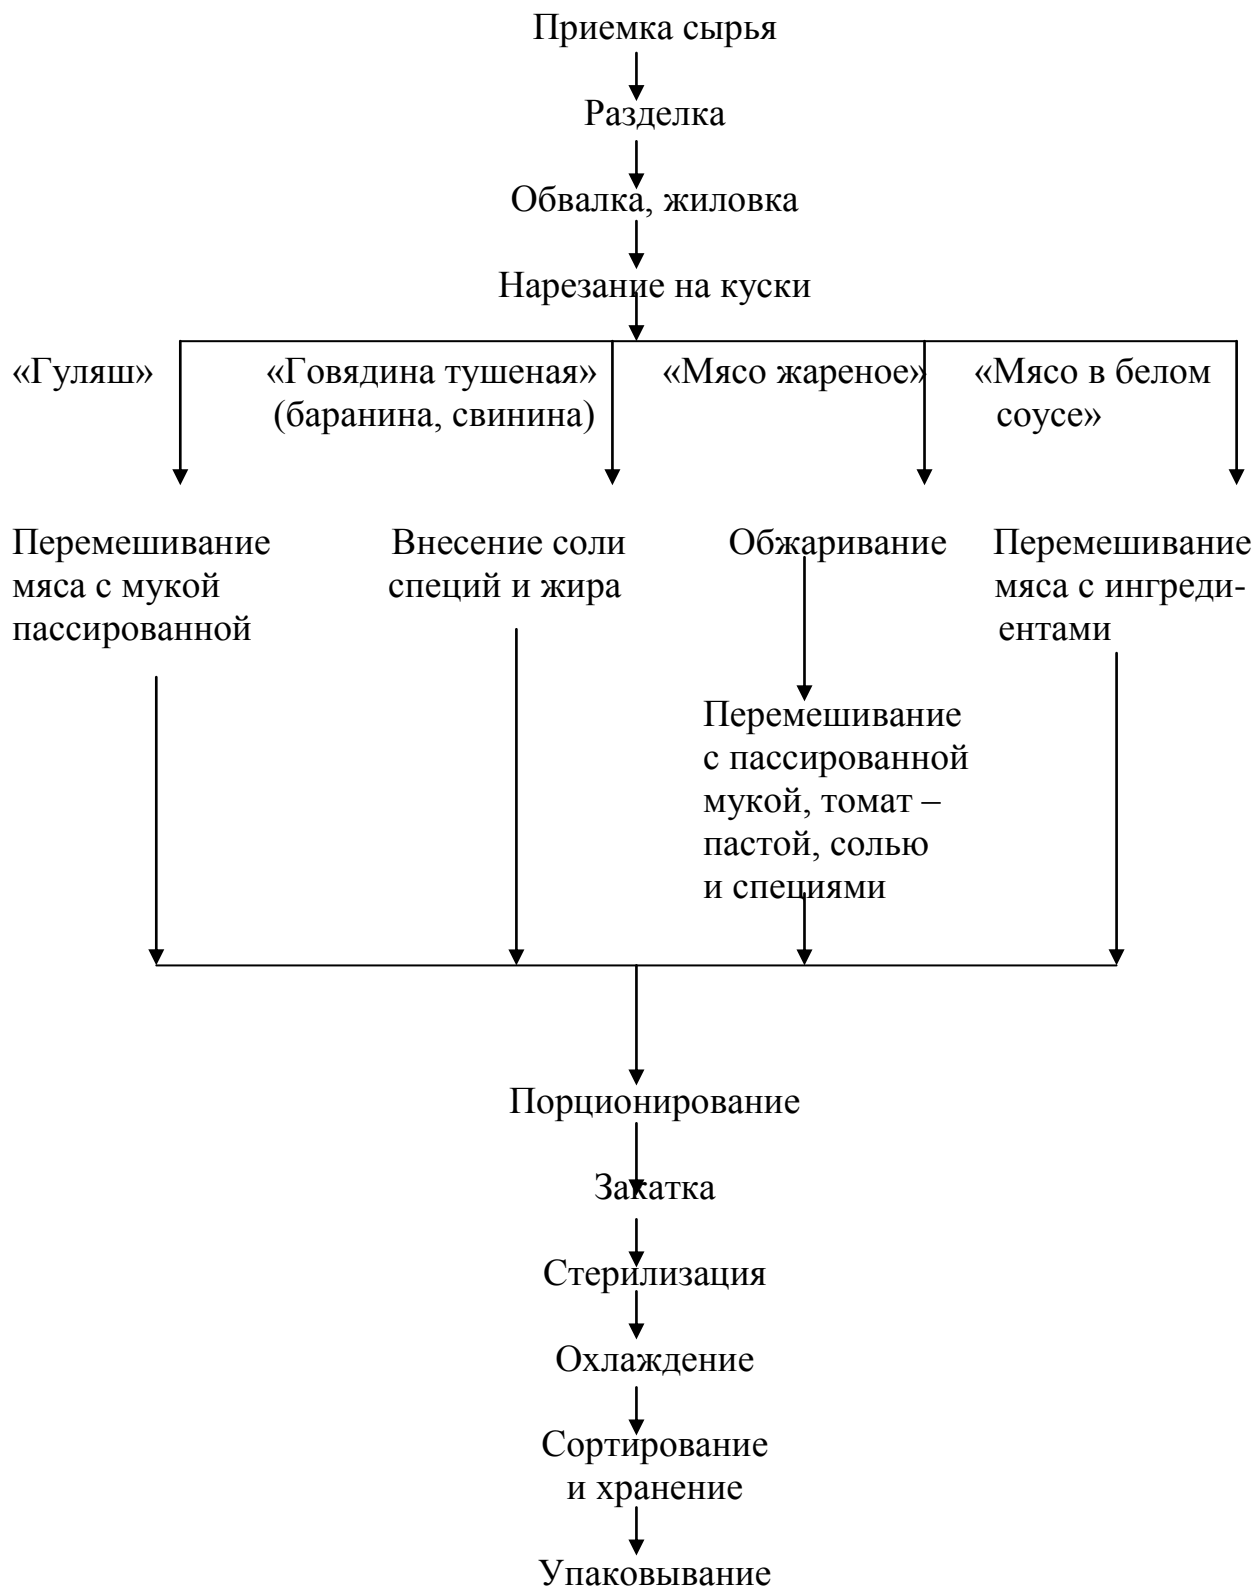 Приемка сырья
Разделка
Обвалка, жиловка
Нарезание на куски
«Гуляш»
«Говядина тушеная»
(баранина, свинина)
«Мясо жареное»
«Мясо в белом
соусе»
Перемешивание
мяса с мукой
пассированной
Внесение соли
специй и жира
Обжаривание
Перемешивание
с пассированной
мукой, томат –
пастой, солью
и специями
Перемешивание
мяса с ингреди-
ентами
Порционирование
Закатка
Стерилизация
Охлаждение
Сортирование
и хранение
Упаковывание